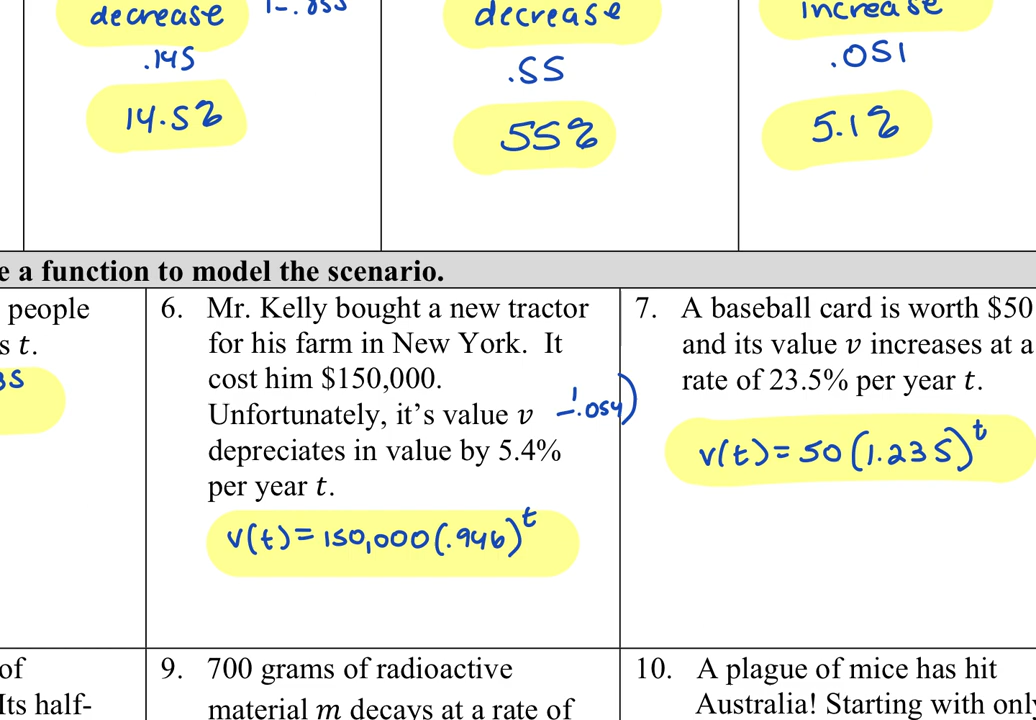 decrease 1-.855
.145
14.5%
decrease
.55
55%
increase
.051
5.1%
e a function to model the scenario.
people
s t.
35
6. Mr. Kelly bought a new tractor
for his farm in New York. It
cost him $150,000.
Unfortunately, it's value v
depreciates in value by 5.4%
per year t.
1-.054)
v(t)=150,000(.946)^t
7. A baseball card is worth $50
and its value v increases at a
rate of 23.5% per year t.
v(t)=50(1.235)^t
of
Its half-
9. 700 grams of radioactive
material m decays at a rate of
10. A plague of mice has hit
Australia! Starting with only